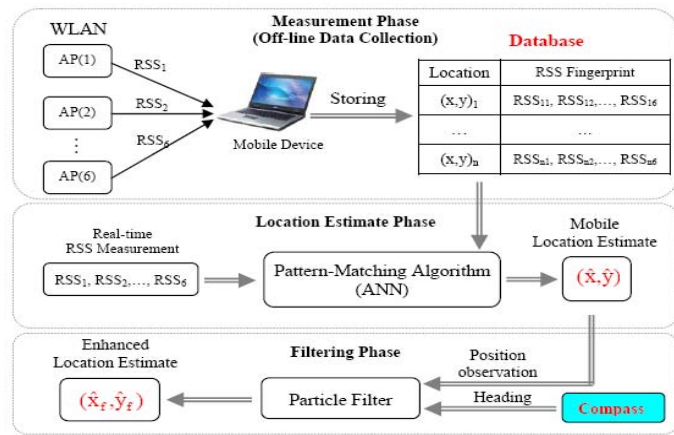 WLAN
Measurement Phase
(Off-line Data Collection)
Database
AP(1)
AP(2)
⋮
AP(6)
RSS₁
RSS₂
RSS₆
Mobile Device
Storing
Location RSS Fingerprint
(x,y)₁ RSS₁₁, RSS₁₂,…, RSS₁₆
… …
(x,y)ₙ RSSₙ₁, RSSₙ₂,…, RSSₙ₆
Location Estimate Phase
Real-time
RSS Measurement
RSS₁, RSS₂,…, RSS₆
Pattern-Matching Algorithm
(ANN)
Mobile
Location Estimate
(x̂,ŷ)
Filtering Phase
Enhanced
Location Estimate
(x̂f,ŷf)
Particle Filter
Position
observation
Heading
Compass